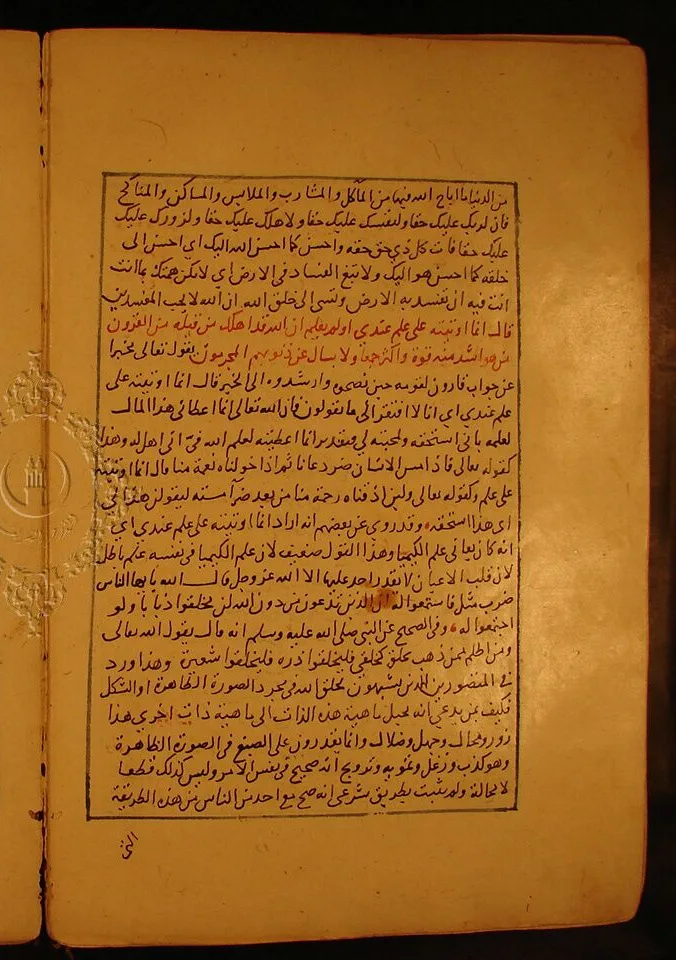 من الدنيا ما اباح الله فيها من المآكل والمشارب والملابس والمساكن والمناكح
فان لربك عليك حقا ولنفسك عليك حقا ولاهلك عليك حقا ولزورك عليك
عليك حقا فات كل ذي حق حقه واحسن كما احسن الله اليك اي احسن الى
خلقه كما احسن هو اليك ولا تبغ الفساد في الارض اي لا تكن همتك بما انت
انت فيه ان تفسد به الارض وتسى الى خلق الله ان الله لا يحب المفسدين
قال انما اوتيته على علم عندي اولم يعلم ان الله قد اهلك من قبله من القرون
من هو اشد منه قوة واكثر جمعا ولا يسال عن ذنوبهم المجرمون يقول تعالى مخبرا
عن جواب قارون لقومه حين نصحوه وارشدوه الى الخير قال انما اوتيته على
علم عندي اي انا لا افتقر الى ما تقولون فان الله تعالى انما اعطاني هذا المال
لعلمه باني استحقه ولمحبته لي وتقديره انما اعطيته لعلم الله في اني اهل له وهذا
كقوله تعالى فاذا مس الانسان ضر دعانا ثم اذا خولناه نعمة منا قال انما اوتيته
على علم وكقوله تعالى ولين اذقناه رحمة منا من بعد ضرآ مسته ليقولن هذا لي
اي هذا استحقه وقد روي عن بعضهم انه اراد انما اوتيته على علم عندي اي
انه كان يعاني علم الكيميا وهذا القول ضعيف لان علم الكيميا في نفسه علم باطل
لان قلب الاعيان لا يقدر احد عليها الا الله عز وجل قال الله يايها الناس
ضرب مثل فاستمعوا له ان الذين تدعون من دون الله لن يخلقوا ذبابا ولو
اجتمعوا له وفي الصحيح عن النبي صلى الله عليه وسلم انه قال يقول الله تعالى
ومن اظلم ممن ذهب يخلق كخلقي فليخلقوا ذره فليخلقوا شعيرة وهذا ورد
في المصورين الذين يشبهون بخلق الله في مجرد الصورة الظاهرة او الشكل
فكيف بمن يدعي انه يحيل ماهية هذه الذات الى ماهية ذات اخرى هذا
زور ومحال وجهل وضلال وانما يقدرون على الصبغ في الصورة الظاهرة
وهو كذب وزغل وتمويه وترويج انه صحيح في نفس الامر وليس كذلك قطعا
لا محالة ولم يثبت بطريق شرعي انه صح مع احد من الناس من هذه الطريقة
التي